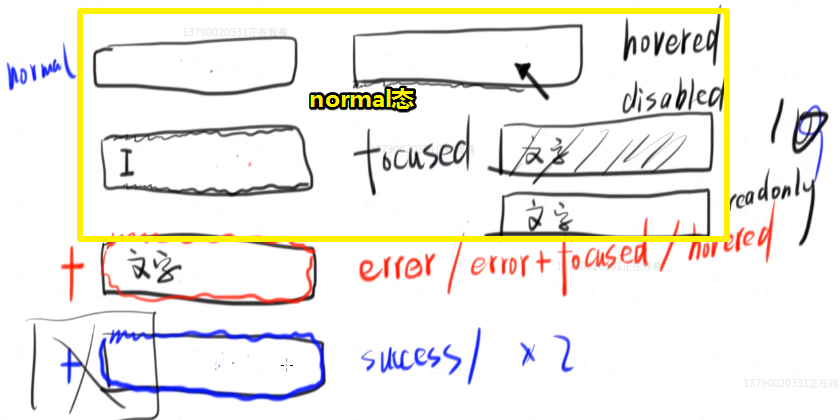 13790020331正在观看
normal
hovered
normal态
disabled
I
focused
文字
10
文字
readonly
+ 文字 error / error+focused / hovered
+ success / x 2
13790020331正在观